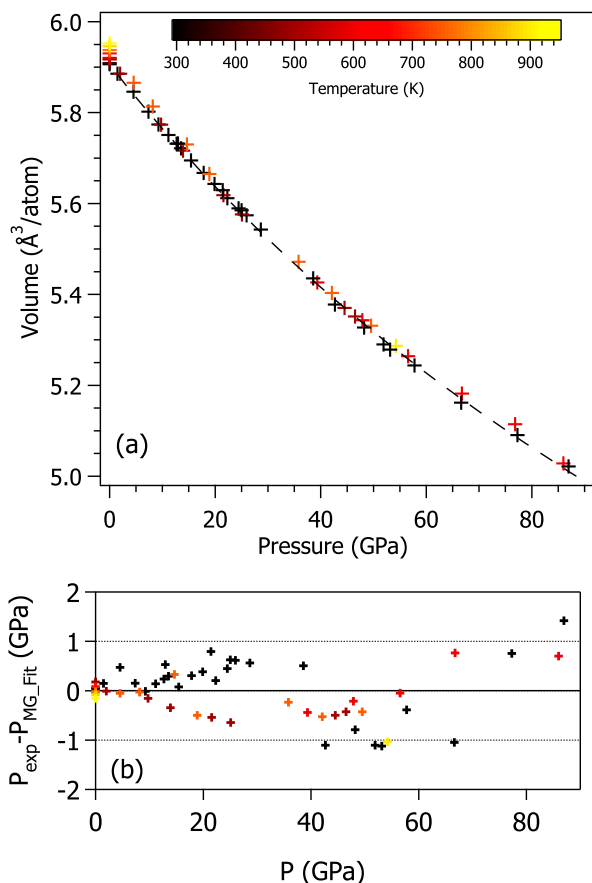 6.0
5.8
5.6
5.4
5.2
5.0
Volume (Å³/atom)
300 400 500 600 700 800 900
Temperature (K)
(a)
0 20 40 60 80
Pressure (GPa)
2
1
0
-1
-2
P_exp-P_MG_Fit (GPa)
(b)
0 20 40 60 80
P (GPa)